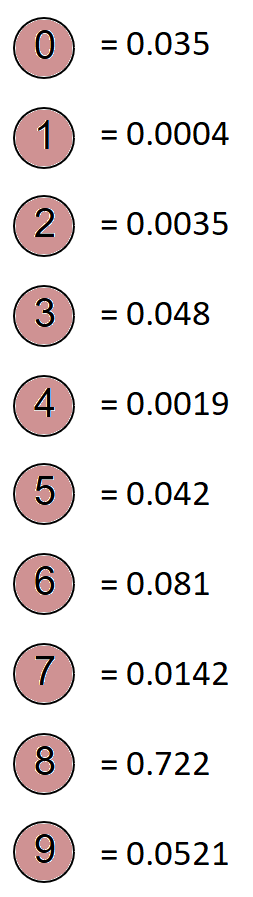 0 = 0.035
1 = 0.0004
2 = 0.0035
3 = 0.048
4 = 0.0019
5 = 0.042
6 = 0.081
7 = 0.0142
8 = 0.722
9 = 0.0521